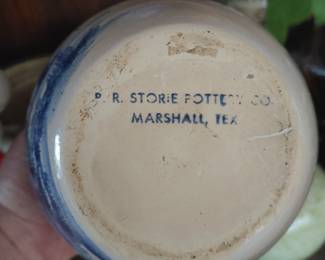 P. R. STORIE POTTERY CO.
MARSHALL, TEX